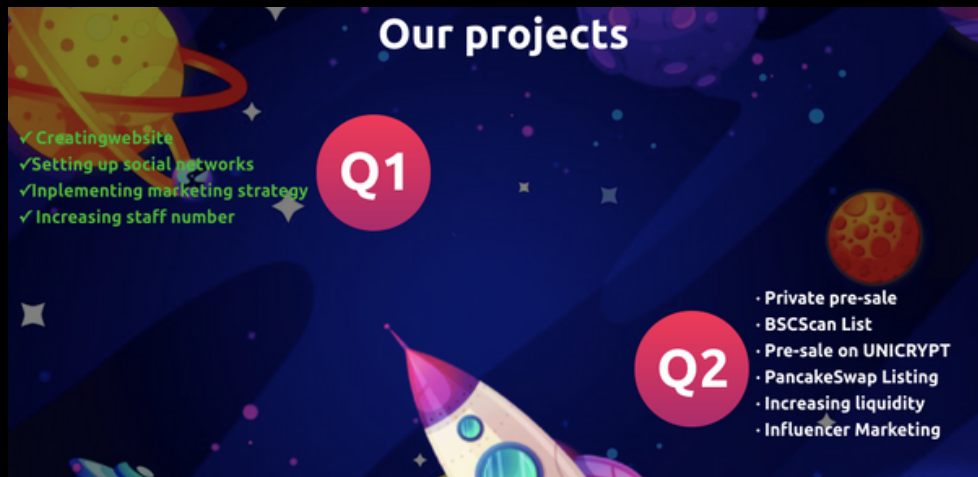 Our projects
✓ Creatingwebsite
✓Setting up social networks
✓Inplementing marketing strategy
✓ Increasing staff number
Q1
Q2
· Private pre-sale
· BSCScan List
· Pre-sale on UNICRYPT
· PancakeSwap Listing
· Increasing liquidity
· Influencer Marketing